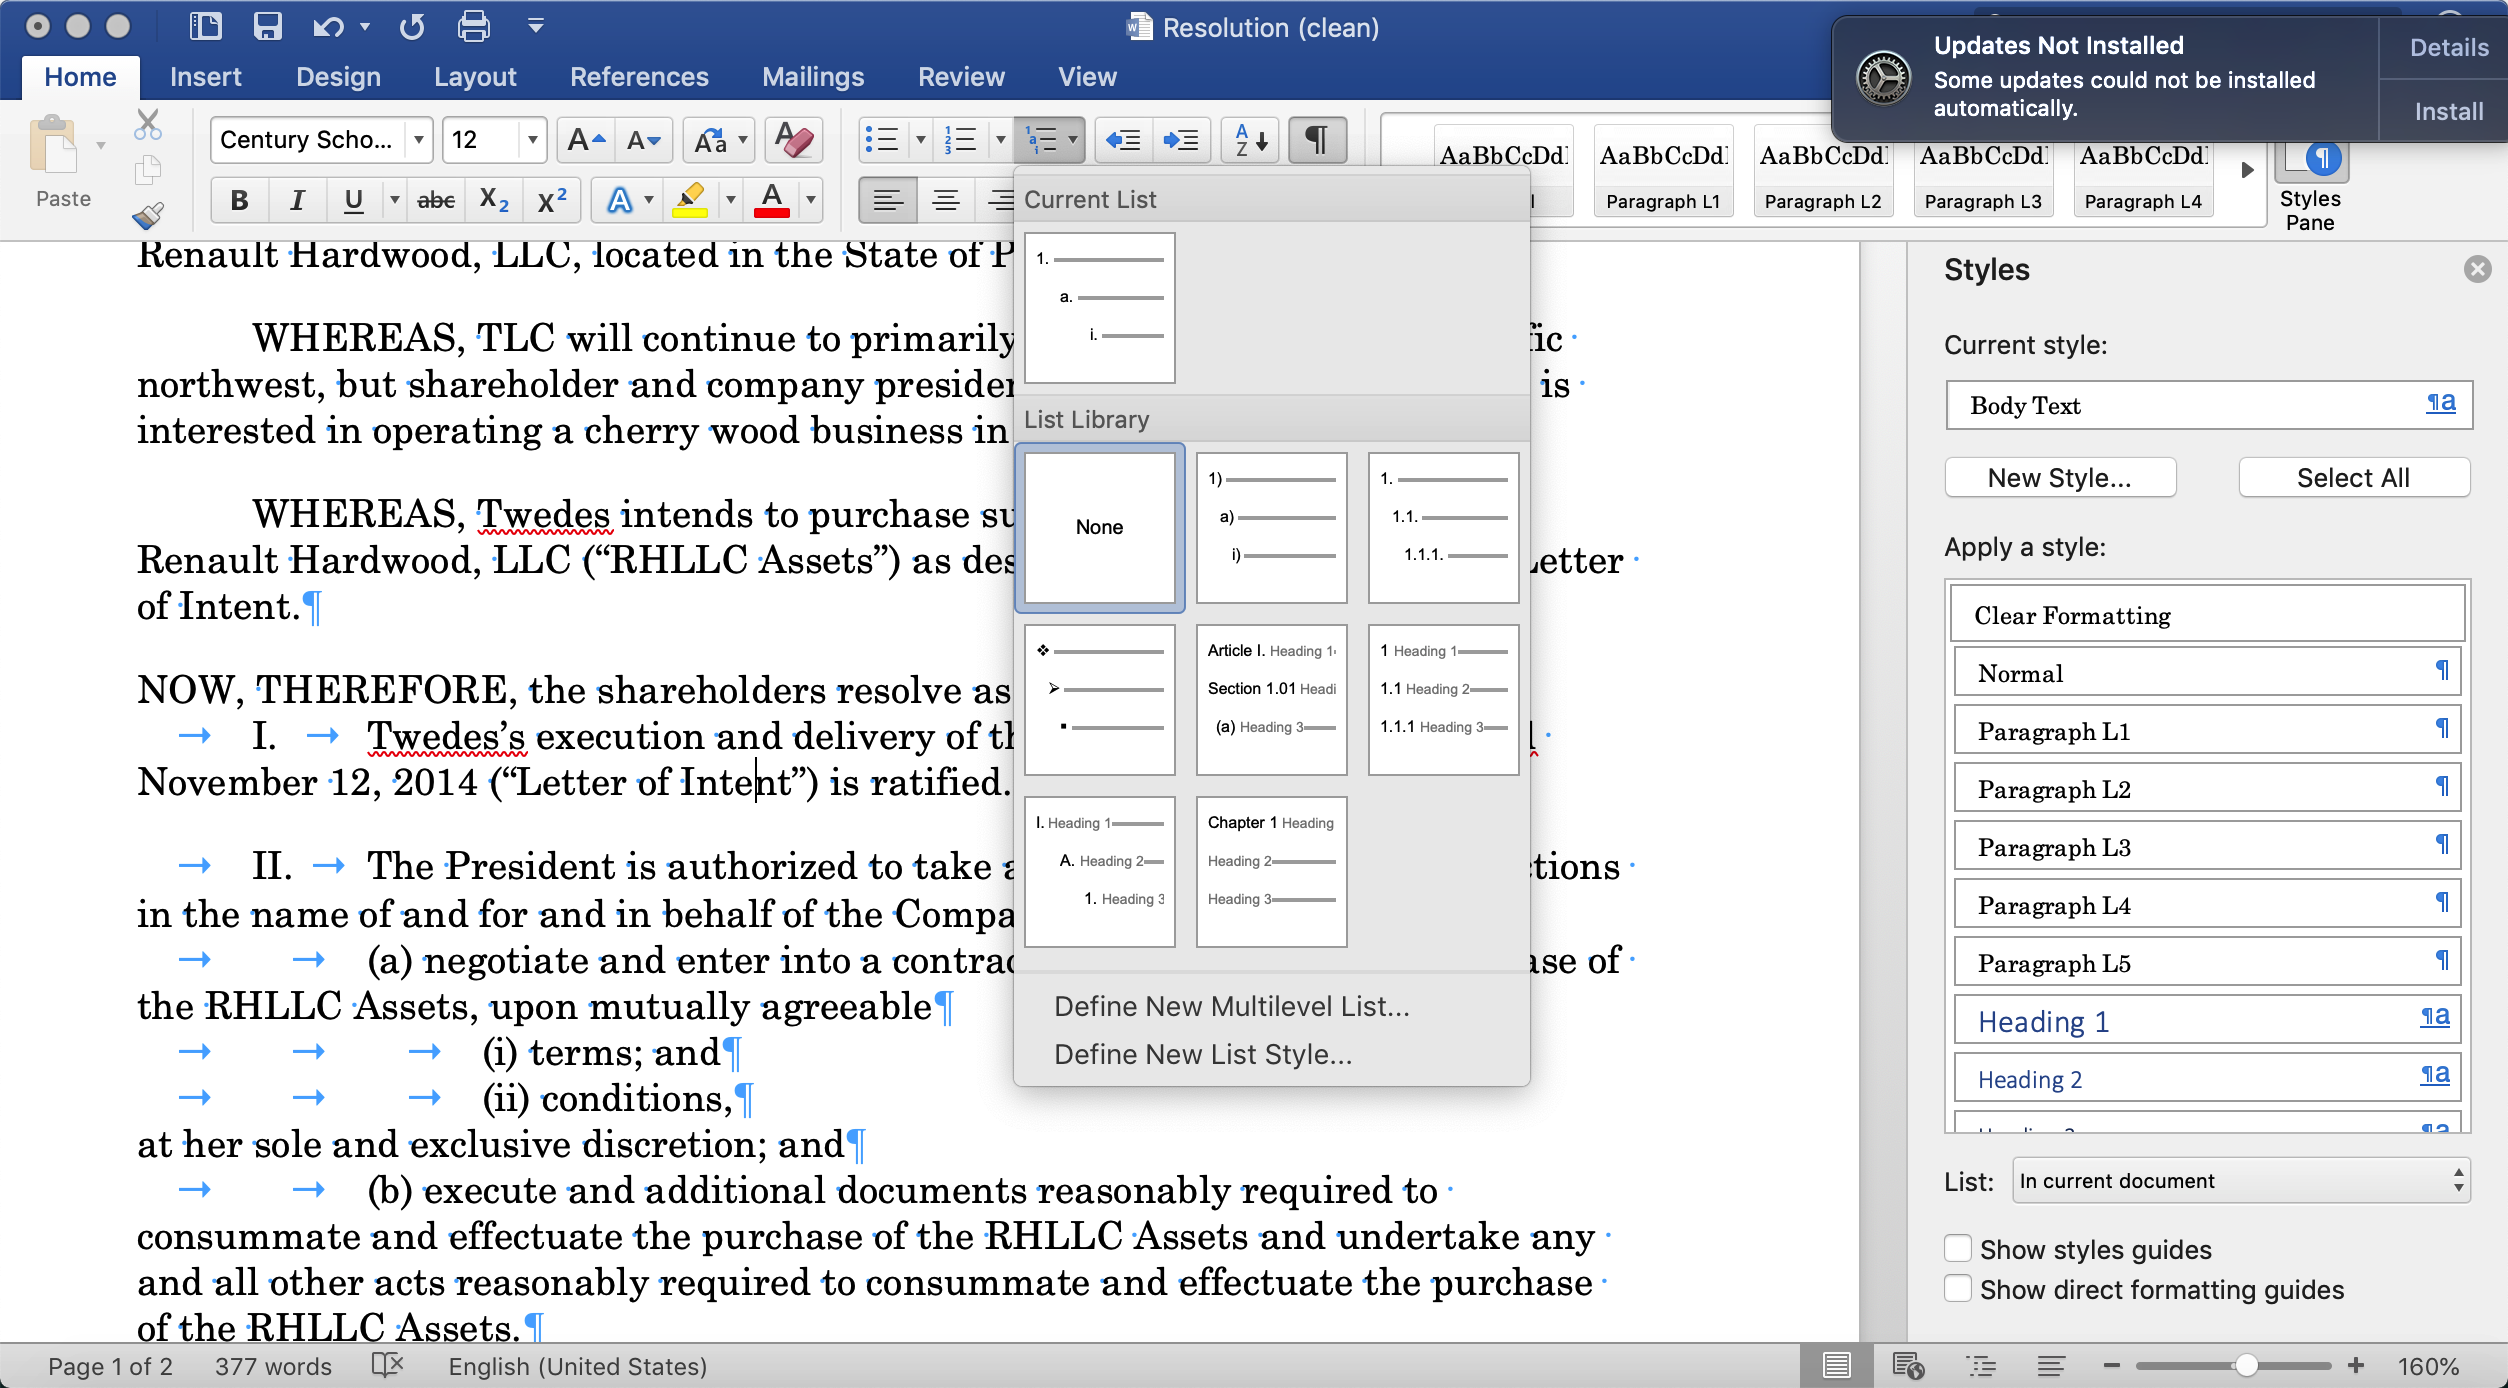 Resolution (clean)
Updates Not Installed
Some updates could not be installed
automatically.
Details
Install
Home Insert Design Layout References Mailings Review View
Paste
Century Scho... 12
B I U abc X2 X2 A A
AaBbCcDd AaBbCcDd AaBbCcDd AaBbCcDd AaBbCcDd
Paragraph L1 Paragraph L2 Paragraph L3 Paragraph L4
Styles
Pane
Renault Hardwood, LLC, located in the State of P
WHEREAS, TLC will continue to primarily
northwest, but shareholder and company presiden is
interested in operating a cherry wood business in
WHEREAS, Twedes intends to purchase su
Renault Hardwood, LLC (“RHLLC Assets”) as des Letter
of Intent.¶
NOW, THEREFORE, the shareholders resolve as
→ I. → Twedes’s execution and delivery of th
November 12, 2014 (“Letter of Intent”) is ratified.
→ II. → The President is authorized to take a ctions
in the name of and for and in behalf of the Compa
→ → (a) negotiate and enter into a contrac ase of
the RHLLC Assets, upon mutually agreeable¶
→ → → (i) terms; and¶
→ → → (ii) conditions,¶
at her sole and exclusive discretion; and¶
→ → (b) execute and additional documents reasonably required to
consummate and effectuate the purchase of the RHLLC Assets and undertake any
and all other acts reasonably required to consummate and effectuate the purchase
of the RHLLC Assets.¶
Current List
1.
a.
i.
List Library
None
1)
a)
i)
1.
1.1.
1.1.1.
Article I. Heading 1
Section 1.01 Headi
(a) Heading 3
1 Heading 1
1.1 Heading 2
1.1.1 Heading 3
I. Heading 1
A. Heading 2
1. Heading 3
Chapter 1 Heading
Heading 2
Heading 3
Define New Multilevel List...
Define New List Style...
Styles
Current style:
Body Text ¶a
New Style... Select All
Apply a style:
Clear Formatting
Normal ¶
Paragraph L1 ¶
Paragraph L2 ¶
Paragraph L3 ¶
Paragraph L4 ¶
Paragraph L5 ¶
Heading 1 ¶a
Heading 2 ¶a
List: In current document
Show styles guides
Show direct formatting guides
Page 1 of 2 377 words English (United States) 160%